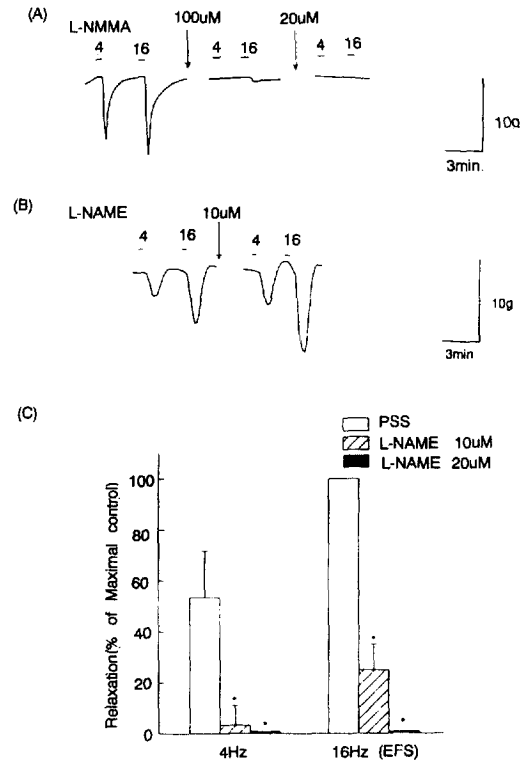 (A)
L-NMMA
100uM
20uM
4 16 4 16 4 16
10g
3min.
(B)
L-NAME
10uM
4 16 4 16
10g
3min
(C)
PSS
L-NAME 10uM
L-NAME 20uM
Relaxation(% of Maximal control)
100
80
60
40
20
0
* * * *
4Hz 16Hz (EFS)